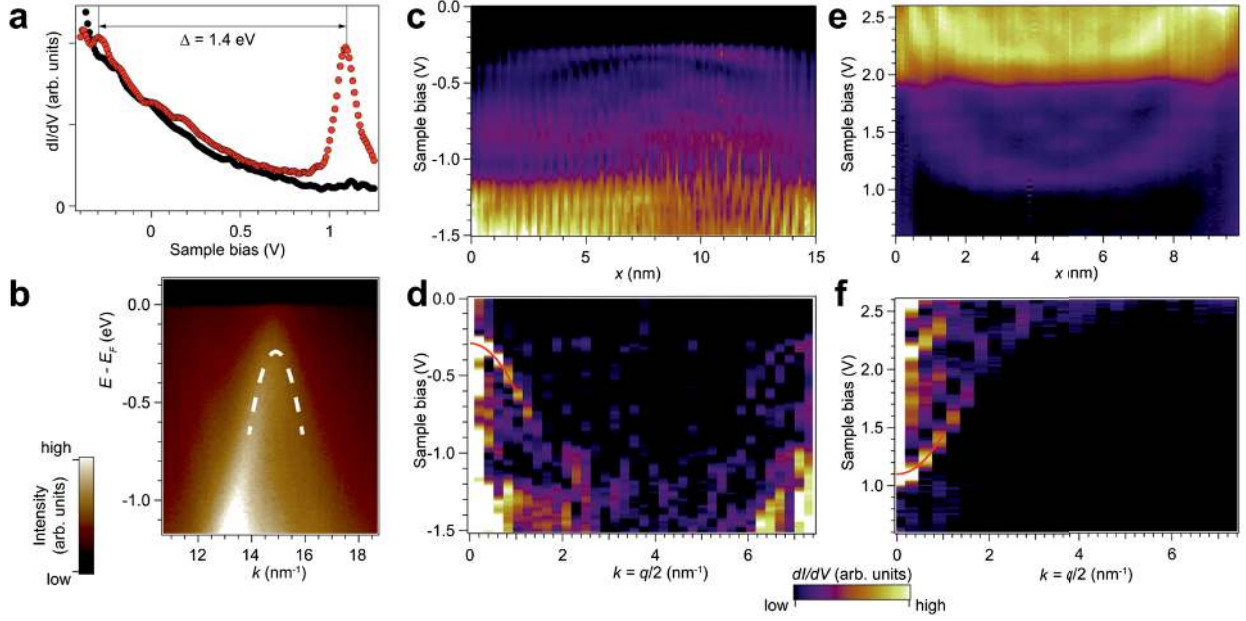 a
Δ = 1.4 eV
dI/dV (arb. units)
0
0 0.5 1
Sample bias (V)
b
E - E_F (eV)
0.0
-0.5
-1.0
12 14 16 18
k (nm⁻¹)
high
Intensity
(arb. units)
low
c
Sample bias (V)
0.0
-0.5
-1.0
-1.5
0 5 10 15
x (nm)
d
Sample bias (V)
0.0
-0.5
-1.0
-1.5
0 2 4 6
k = q/2 (nm⁻¹)
e
Sample bias (V)
2.5
2.0
1.5
1.0
0 2 4 6 8
x (nm)
f
Sample bias (V)
2.5
2.0
1.5
1.0
0 2 4 6
k = q/2 (nm⁻¹)
dI/dV (arb. units)
low high